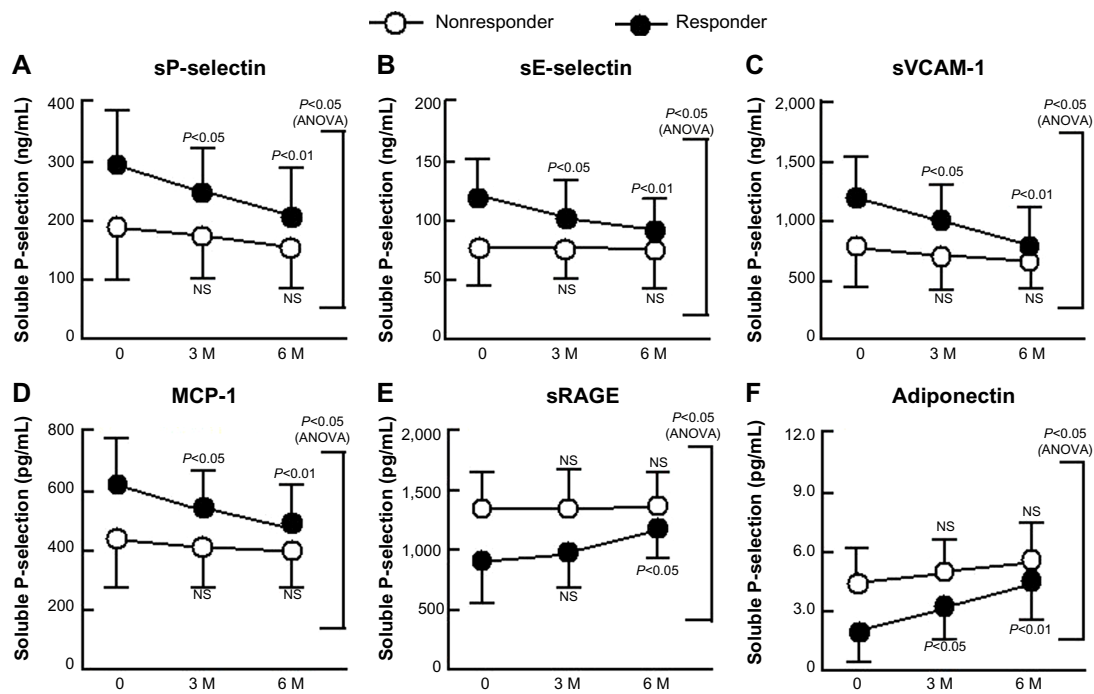 Nonresponder Responder
A sP-selectin
Soluble P-selection (ng/mL)
400
300
200
100
0
P<0.05
P<0.01
P<0.05
(ANOVA)
NS
NS
0 3 M 6 M
B sE-selectin
Soluble P-selection (ng/mL)
200
150
100
50
0
P<0.05
P<0.01
P<0.05
(ANOVA)
NS
NS
0 3 M 6 M
C sVCAM-1
Soluble P-selection (ng/mL)
2,000
1,500
1,000
500
0
P<0.05
P<0.01
P<0.05
(ANOVA)
NS
NS
0 3 M 6 M
D MCP-1
Soluble P-selection (pg/mL)
800
600
400
200
0
P<0.05
P<0.01
P<0.05
(ANOVA)
NS
NS
0 3 M 6 M
E sRAGE
Soluble P-selection (pg/mL)
2,000
1,500
1,000
500
0
NS
NS
P<0.05
(ANOVA)
NS
P<0.05
0 3 M 6 M
F Adiponectin
Soluble P-selection (pg/mL)
12.0
9.0
6.0
3.0
0
NS
NS
P<0.05
(ANOVA)
P<0.05
P<0.01
0 3 M 6 M